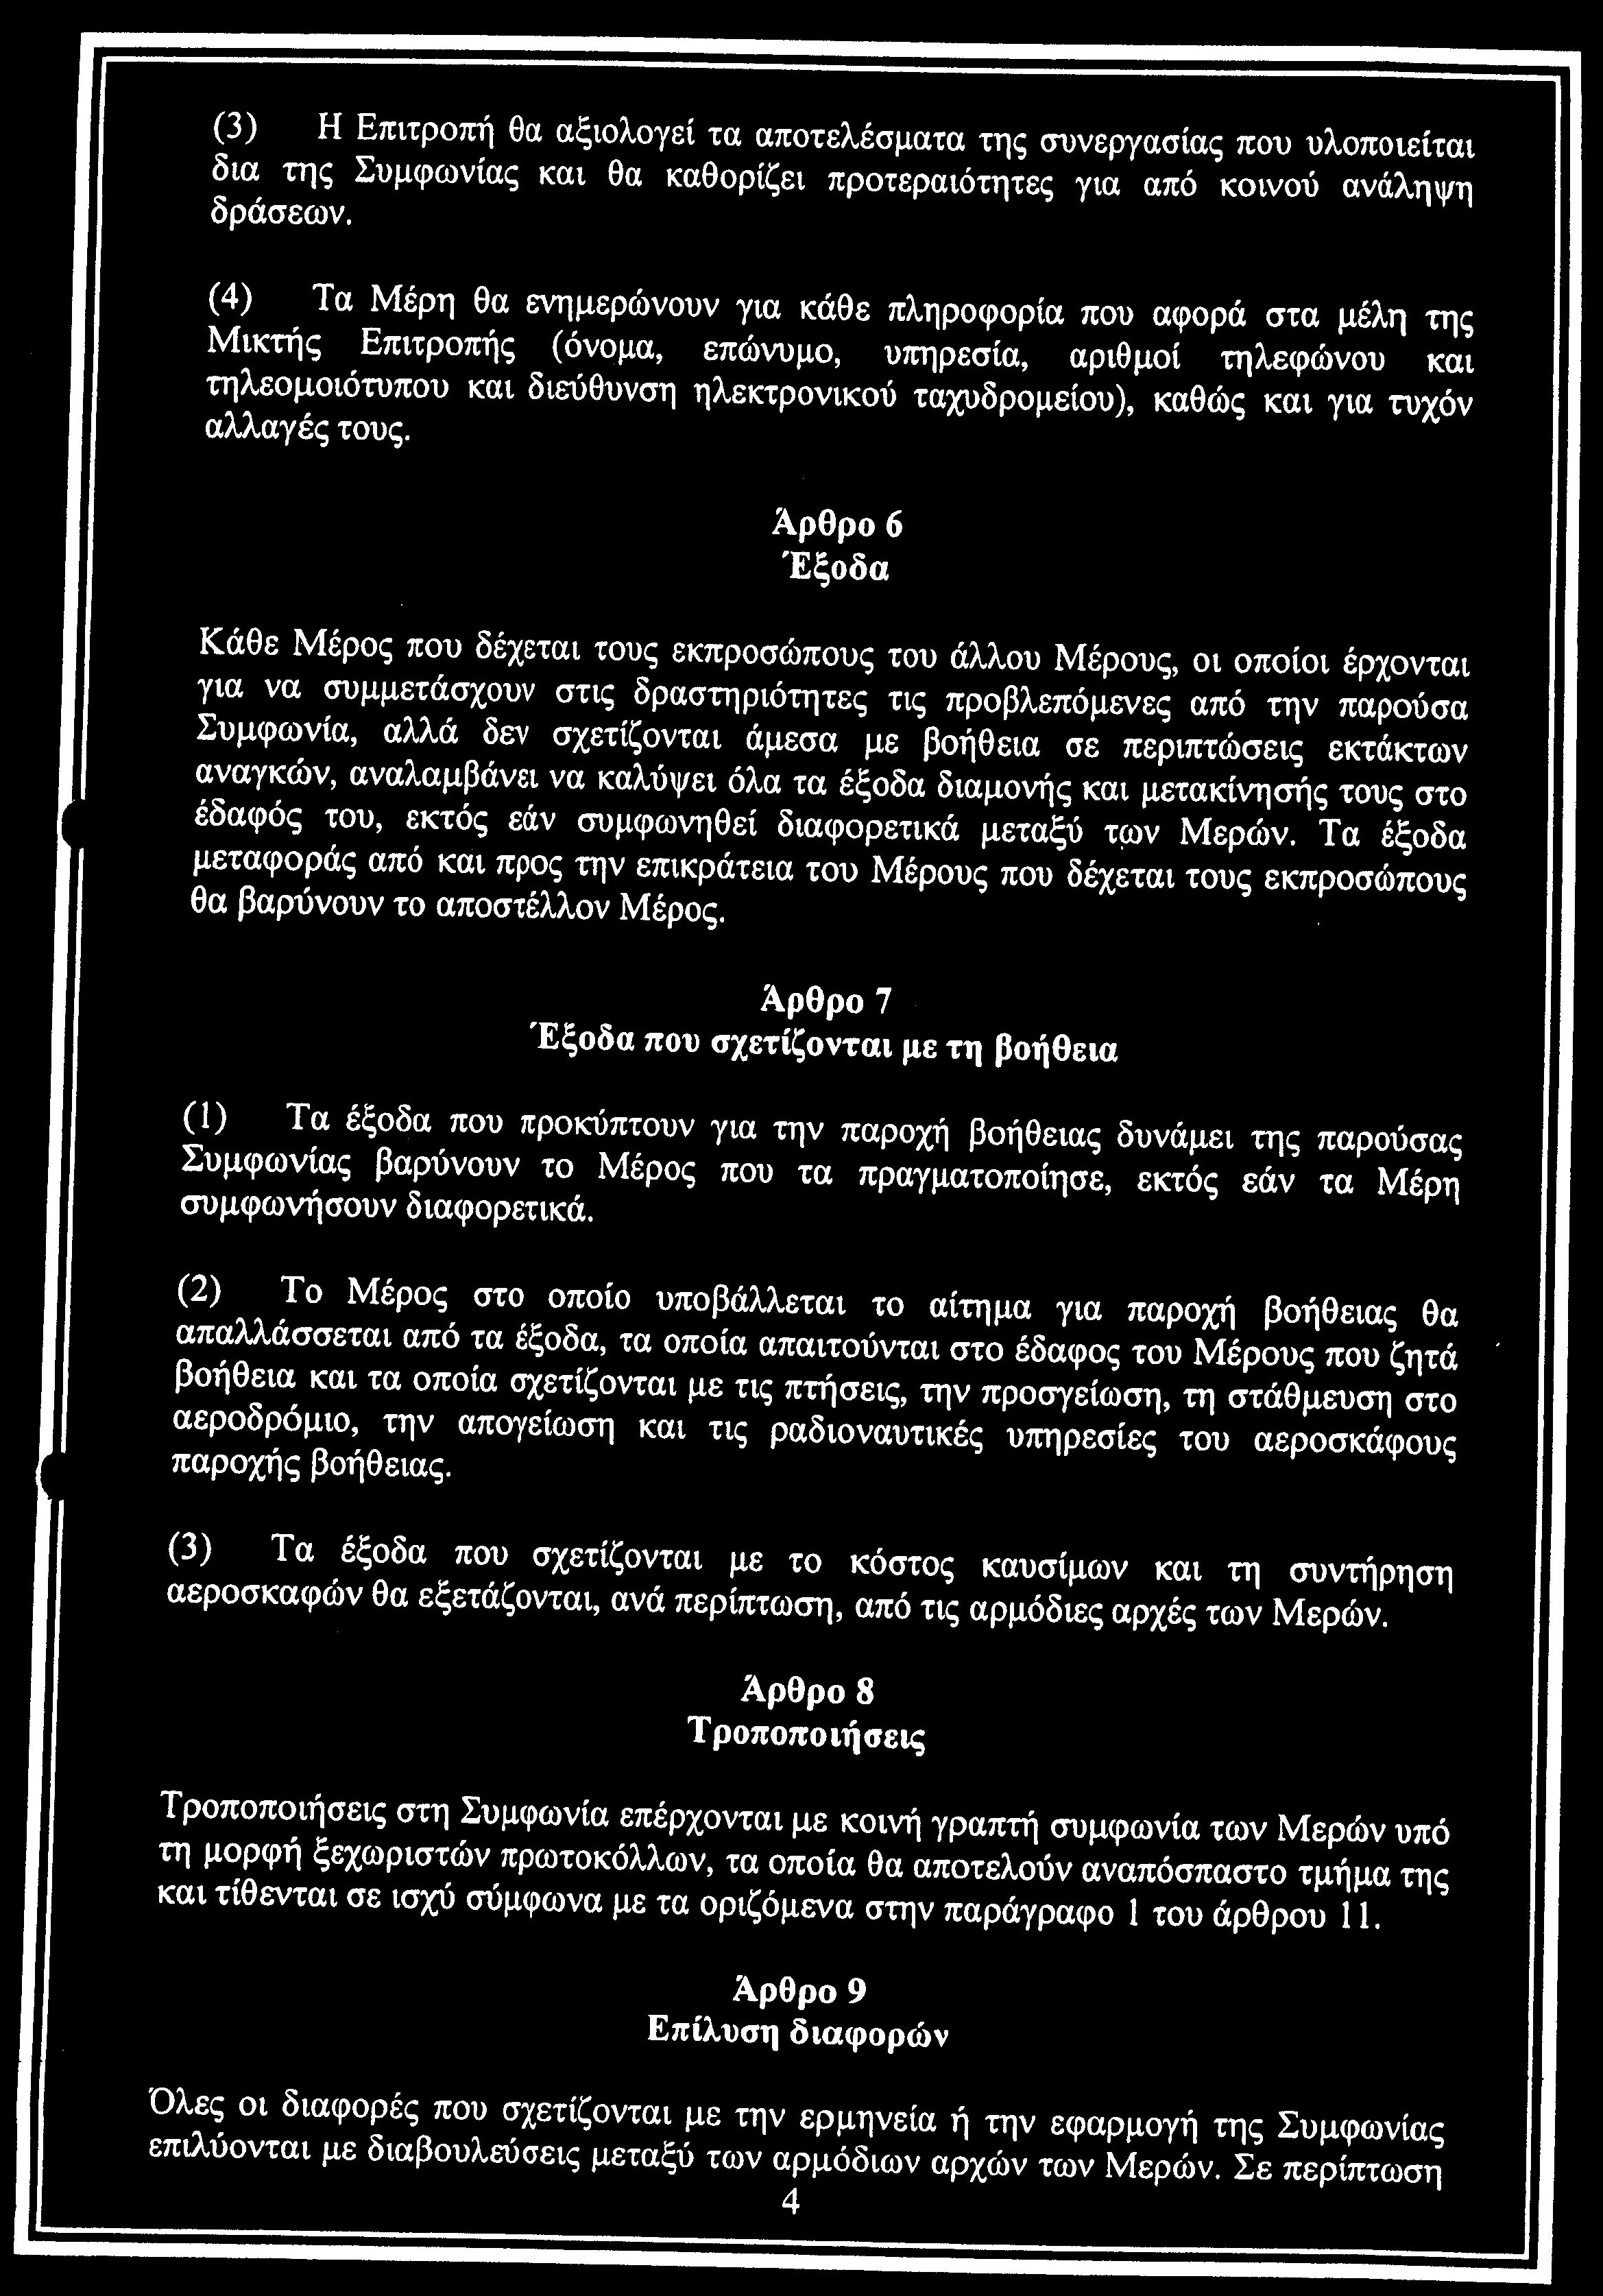 (3) Η Επιτροπή θα αξιολογεί τα αποτελέσματα της συνεργασίας που υλοποιείται
δια της Συμφωνίας και θα καθορίζει προτεραιότητες για από κοινού ανάληψη
δράσεων.
(4) Τα Μέρη θα ενημερώνουν για κάθε πληροφορία που αφορά στα μέλη της
Μικτής Επιτροπής (όνομα, επώνυμο, υπηρεσία, αριθμοί τηλεφώνου και
τηλεομοιότυπου και διεύθυνση ηλεκτρονικού ταχυδρομείου), καθώς και για τυχόν
αλλαγές τους.
Άρθρο 6
Έξοδα
Κάθε Μέρος που δέχεται τους εκπροσώπους του άλλου Μέρους, οι οποίοι έρχονται
για να συμμετάσχουν στις δραστηριότητες τις προβλεπόμενες από την παρούσα
Συμφωνία, αλλά δεν σχετίζονται άμεσα με βοήθεια σε περιπτώσεις εκτάκτων
αναγκών, αναλαμβάνει να καλύψει όλα τα έξοδα διαμονής και μετακίνησής τους στο
έδαφός του, εκτός εάν συμφωνηθεί διαφορετικά μεταξύ των Μερών. Τα έξοδα
μεταφοράς από και προς την επικράτεια του Μέρους που δέχεται τους εκπροσώπους
θα βαρύνουν το αποστέλλον Μέρος.
Άρθρο 7
Έξοδα που σχετίζονται με τη βοήθεια
(1) Τα έξοδα που προκύπτουν για την παροχή βοήθειας δυνάμει της παρούσας
Συμφωνίας βαρύνουν το Μέρος που τα πραγματοποίησε, εκτός εάν τα Μέρη
συμφωνήσουν διαφορετικά.
(2) Το Μέρος στο οποίο υποβάλλεται το αίτημα για παροχή βοήθειας θα
απαλλάσσεται από τα έξοδα, τα οποία απαιτούνται στο έδαφος του Μέρους που ζητά
βοήθεια και τα οποία σχετίζονται με τις πτήσεις, την προσγείωση, τη στάθμευση στο
αεροδρόμιο, την απογείωση και τις ραδιοναυτικές υπηρεσίες του αεροσκάφους
παροχής βοήθειας.
(3) Τα έξοδα που σχετίζονται με το κόστος καυσίμων και τη συντήρηση
αεροσκαφών θα εξετάζονται, ανά περίπτωση, από τις αρμόδιες αρχές των Μερών.
Άρθρο 8
Τροποποιήσεις
Τροποποιήσεις στη Συμφωνία επέρχονται με κοινή γραπτή συμφωνία των Μερών υπό
τη μορφή ξεχωριστών πρωτοκόλλων, τα οποία θα αποτελούν αναπόσπαστο τμήμα της
και τίθενται σε ισχύ σύμφωνα με τα οριζόμενα στην παράγραφο 1 του άρθρου 11.
Άρθρο 9
Επίλυση διαφορών
Όλες οι διαφορές που σχετίζονται με την ερμηνεία ή την εφαρμογή της Συμφωνίας
επιλύονται με διαβουλεύσεις μεταξύ των αρμόδιων αρχών των Μερών. Σε περίπτωση
4